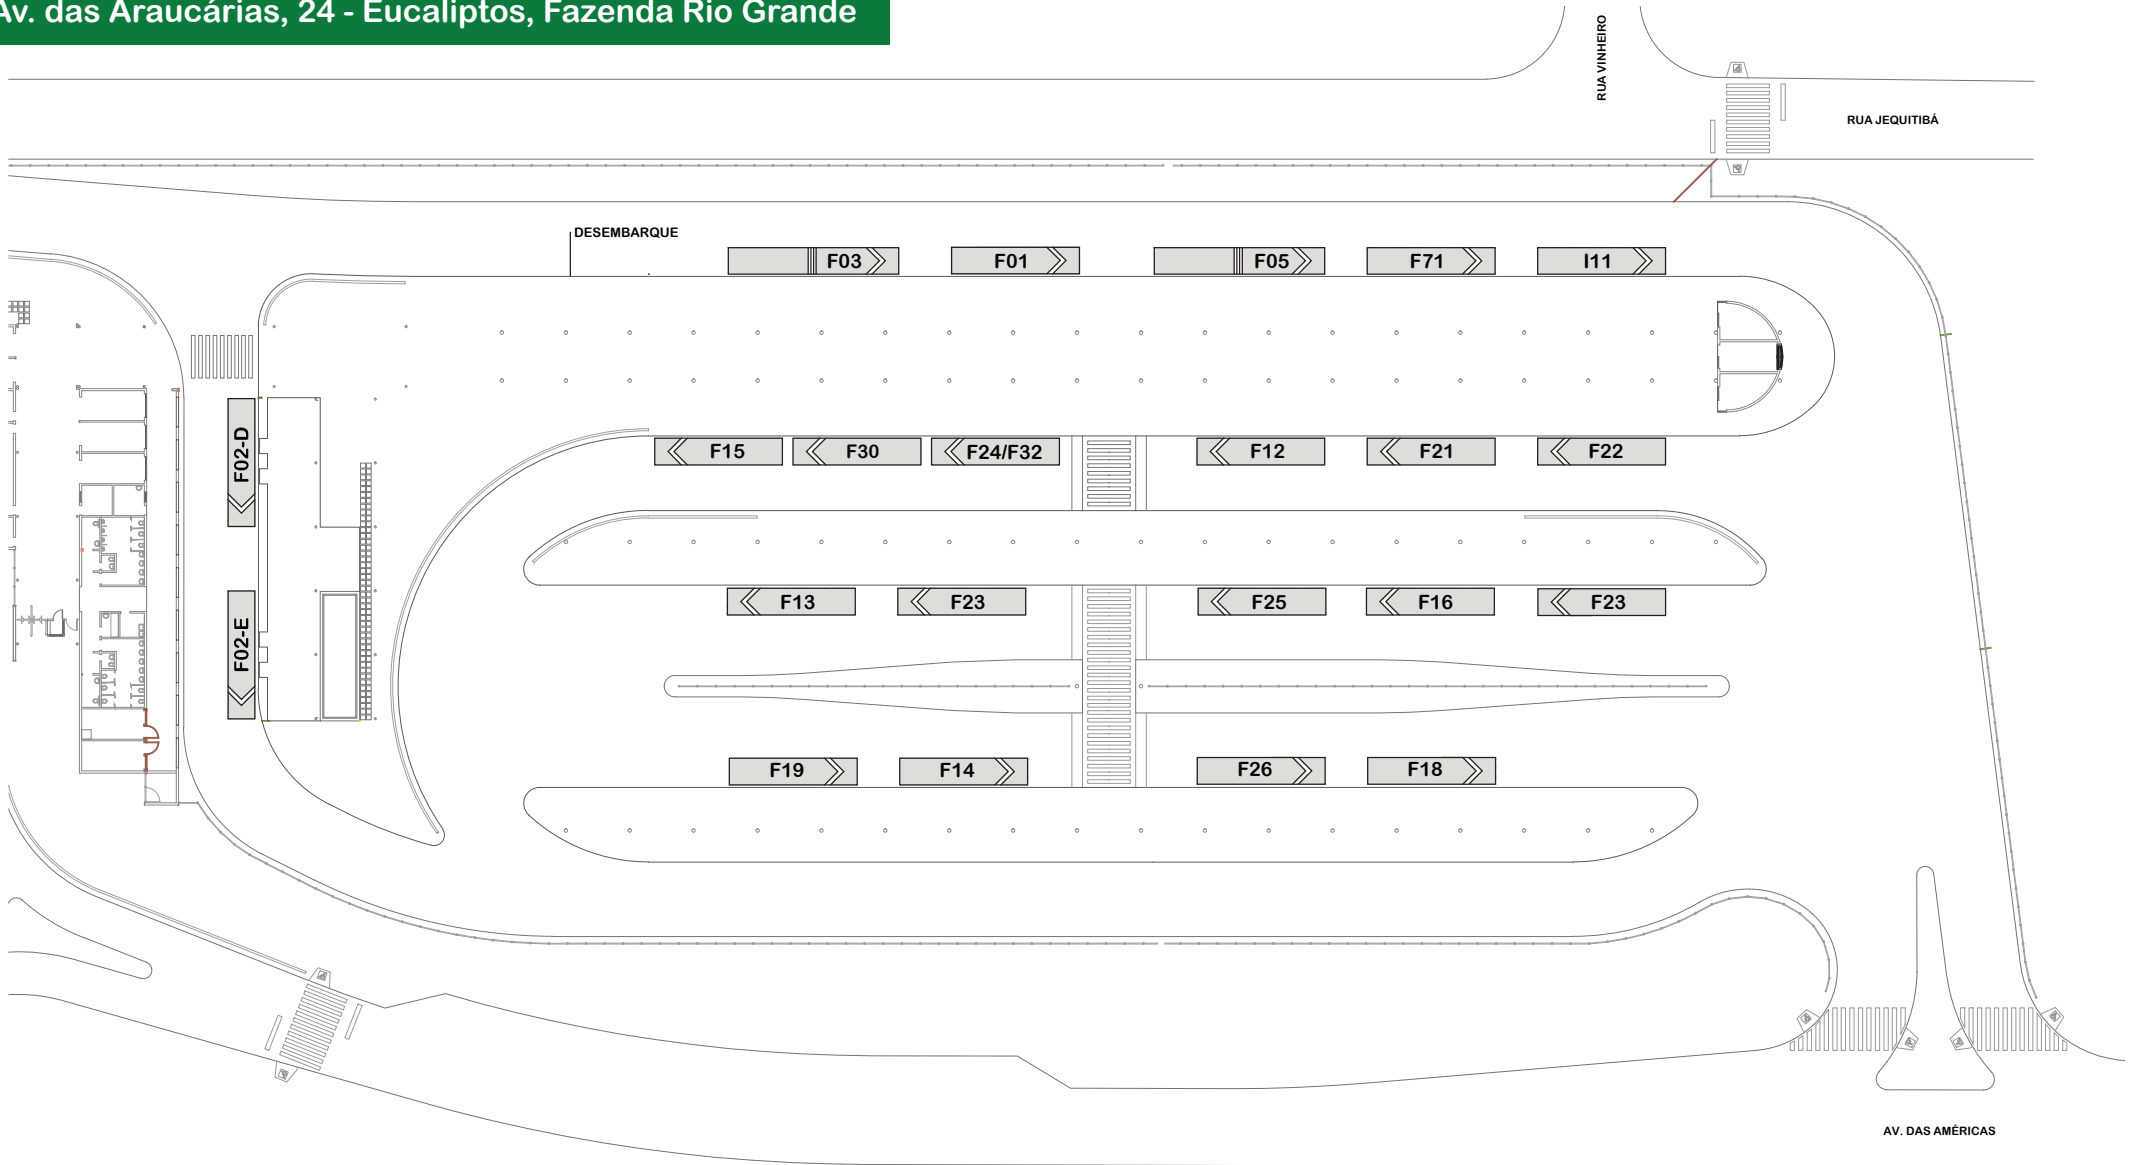 Av. das Araucárias, 24 - Eucaliptos, Fazenda Rio Grande
RUA VINHEIRO
RUA JEQUITIBÁ
DESEMBARQUE
F03
F01
F05
F71
I11
F02-D
F15
F30
F24/F32
F12
F21
F22
F02-E
F13
F23
F25
F16
F23
F19
F14
F26
F18
AV. DAS AMÉRICAS